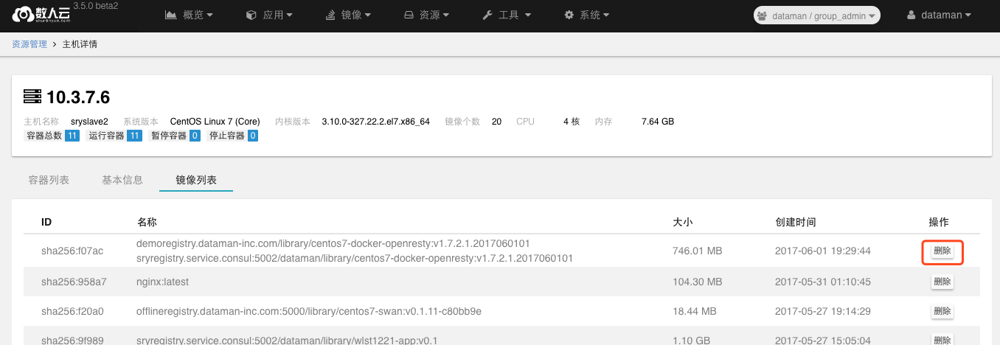 数人云 3.5.0 beta2 概览 应用 镜像 资源 工具 系统 dataman / group_admin dataman
shurenyun.com
资源管理 > 主机详情
10.3.7.6
主机名称 sryslave2 系统版本 CentOS Linux 7 (Core) 内核版本 3.10.0-327.22.2.el7.x86_64 镜像个数 20 CPU 4 核 内存 7.64 GB
容器总数 11 运行容器 11 暂停容器 0 停止容器 0
容器列表 基本信息 镜像列表
ID 名称 大小 创建时间 操作
sha256:f07ac demoregistry.dataman-inc.com/library/centos7-docker-openresty:v1.7.2.1.2017060101 746.01 MB 2017-06-01 19:29:44 删除
sryregistry.service.consul:5002/dataman/library/centos7-docker-openresty:v1.7.2.1.2017060101
sha256:958a7 nginx:latest 104.30 MB 2017-05-31 01:10:45 删除
sha256:f20a0 offlineregistry.dataman-inc.com:5000/library/centos7-swan:v0.1.11-c80bb9e 18.44 MB 2017-05-27 19:14:29 删除
sha256:9f989 sryregistry.service.consul:5002/dataman/library/wlst1221-app:v0.1 1.10 GB 2017-05-27 15:05:04 删除